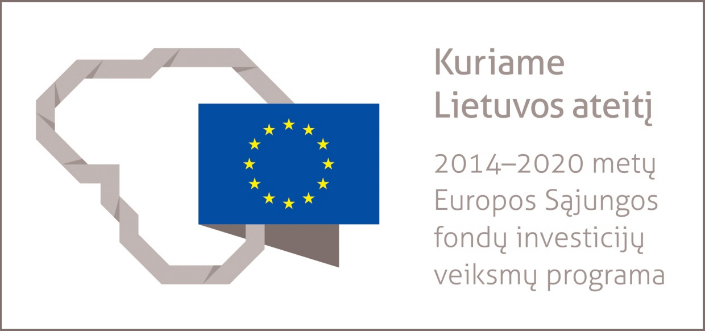 Kuriame
Lietuvos ateitį
2014–2020 metų
Europos Sąjungos
fondų investicijų
veiksmų programa